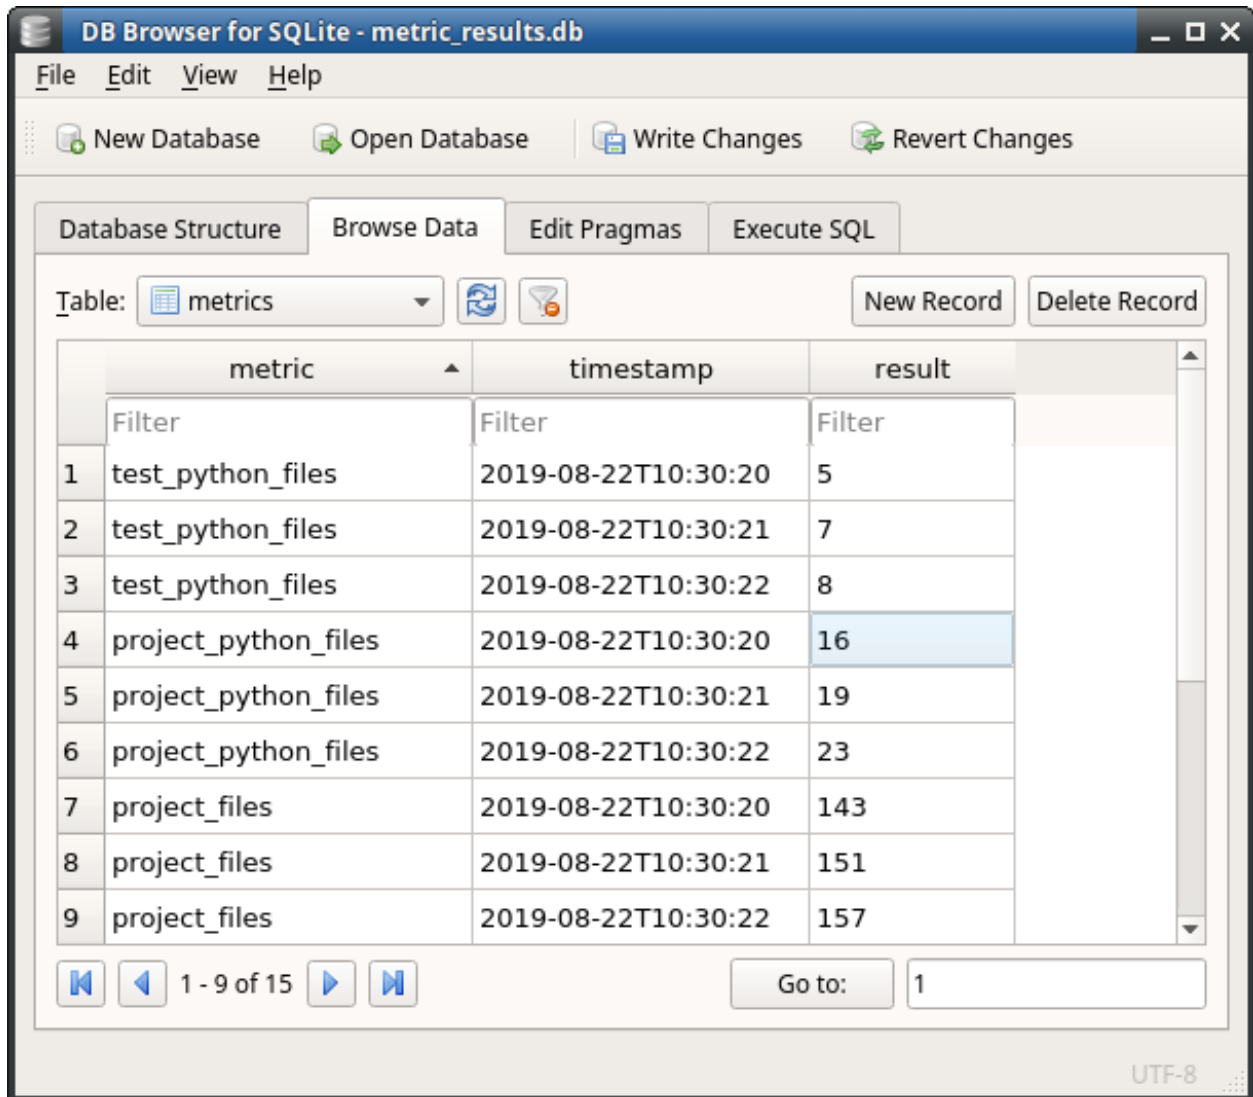 DB Browser for SQLite - metric_results.db
File Edit View Help
New Database Open Database Write Changes Revert Changes
Database Structure Browse Data Edit Pragmas Execute SQL
Table: metrics New Record Delete Record
metric timestamp result
Filter Filter Filter
1 test_python_files 2019-08-22T10:30:20 5
2 test_python_files 2019-08-22T10:30:21 7
3 test_python_files 2019-08-22T10:30:22 8
4 project_python_files 2019-08-22T10:30:20 16
5 project_python_files 2019-08-22T10:30:21 19
6 project_python_files 2019-08-22T10:30:22 23
7 project_files 2019-08-22T10:30:20 143
8 project_files 2019-08-22T10:30:21 151
9 project_files 2019-08-22T10:30:22 157
1 - 9 of 15 Go to: 1
UTF-8